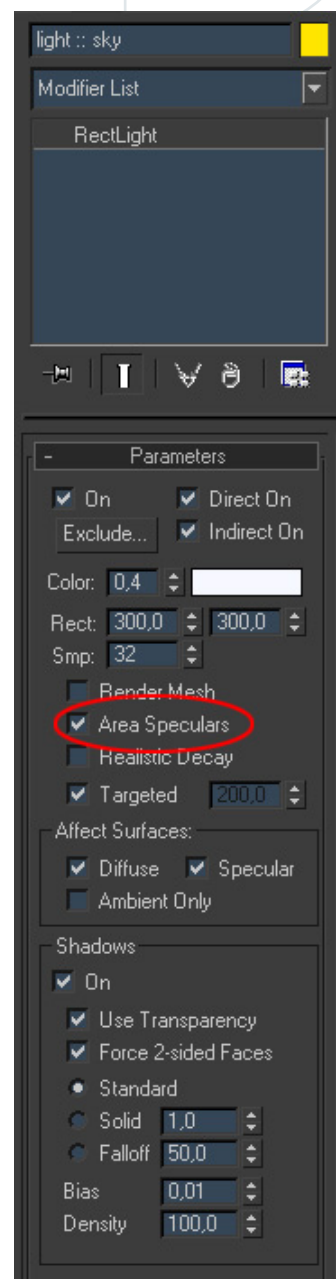 light :: sky
Modifier List
RectLight
- Parameters
On Direct On
Exclude... Indirect On
Color: 0,4
Rect: 300,0 300,0
Smp: 32
Render Mesh
Area Speculars
Realistic Decay
Targeted 200,0
Affect Surfaces:
Diffuse Specular
Ambient Only
Shadows
On
Use Transparency
Force 2-sided Faces
Standard
Solid 1,0
Falloff 50,0
Bias 0,01
Density 100,0